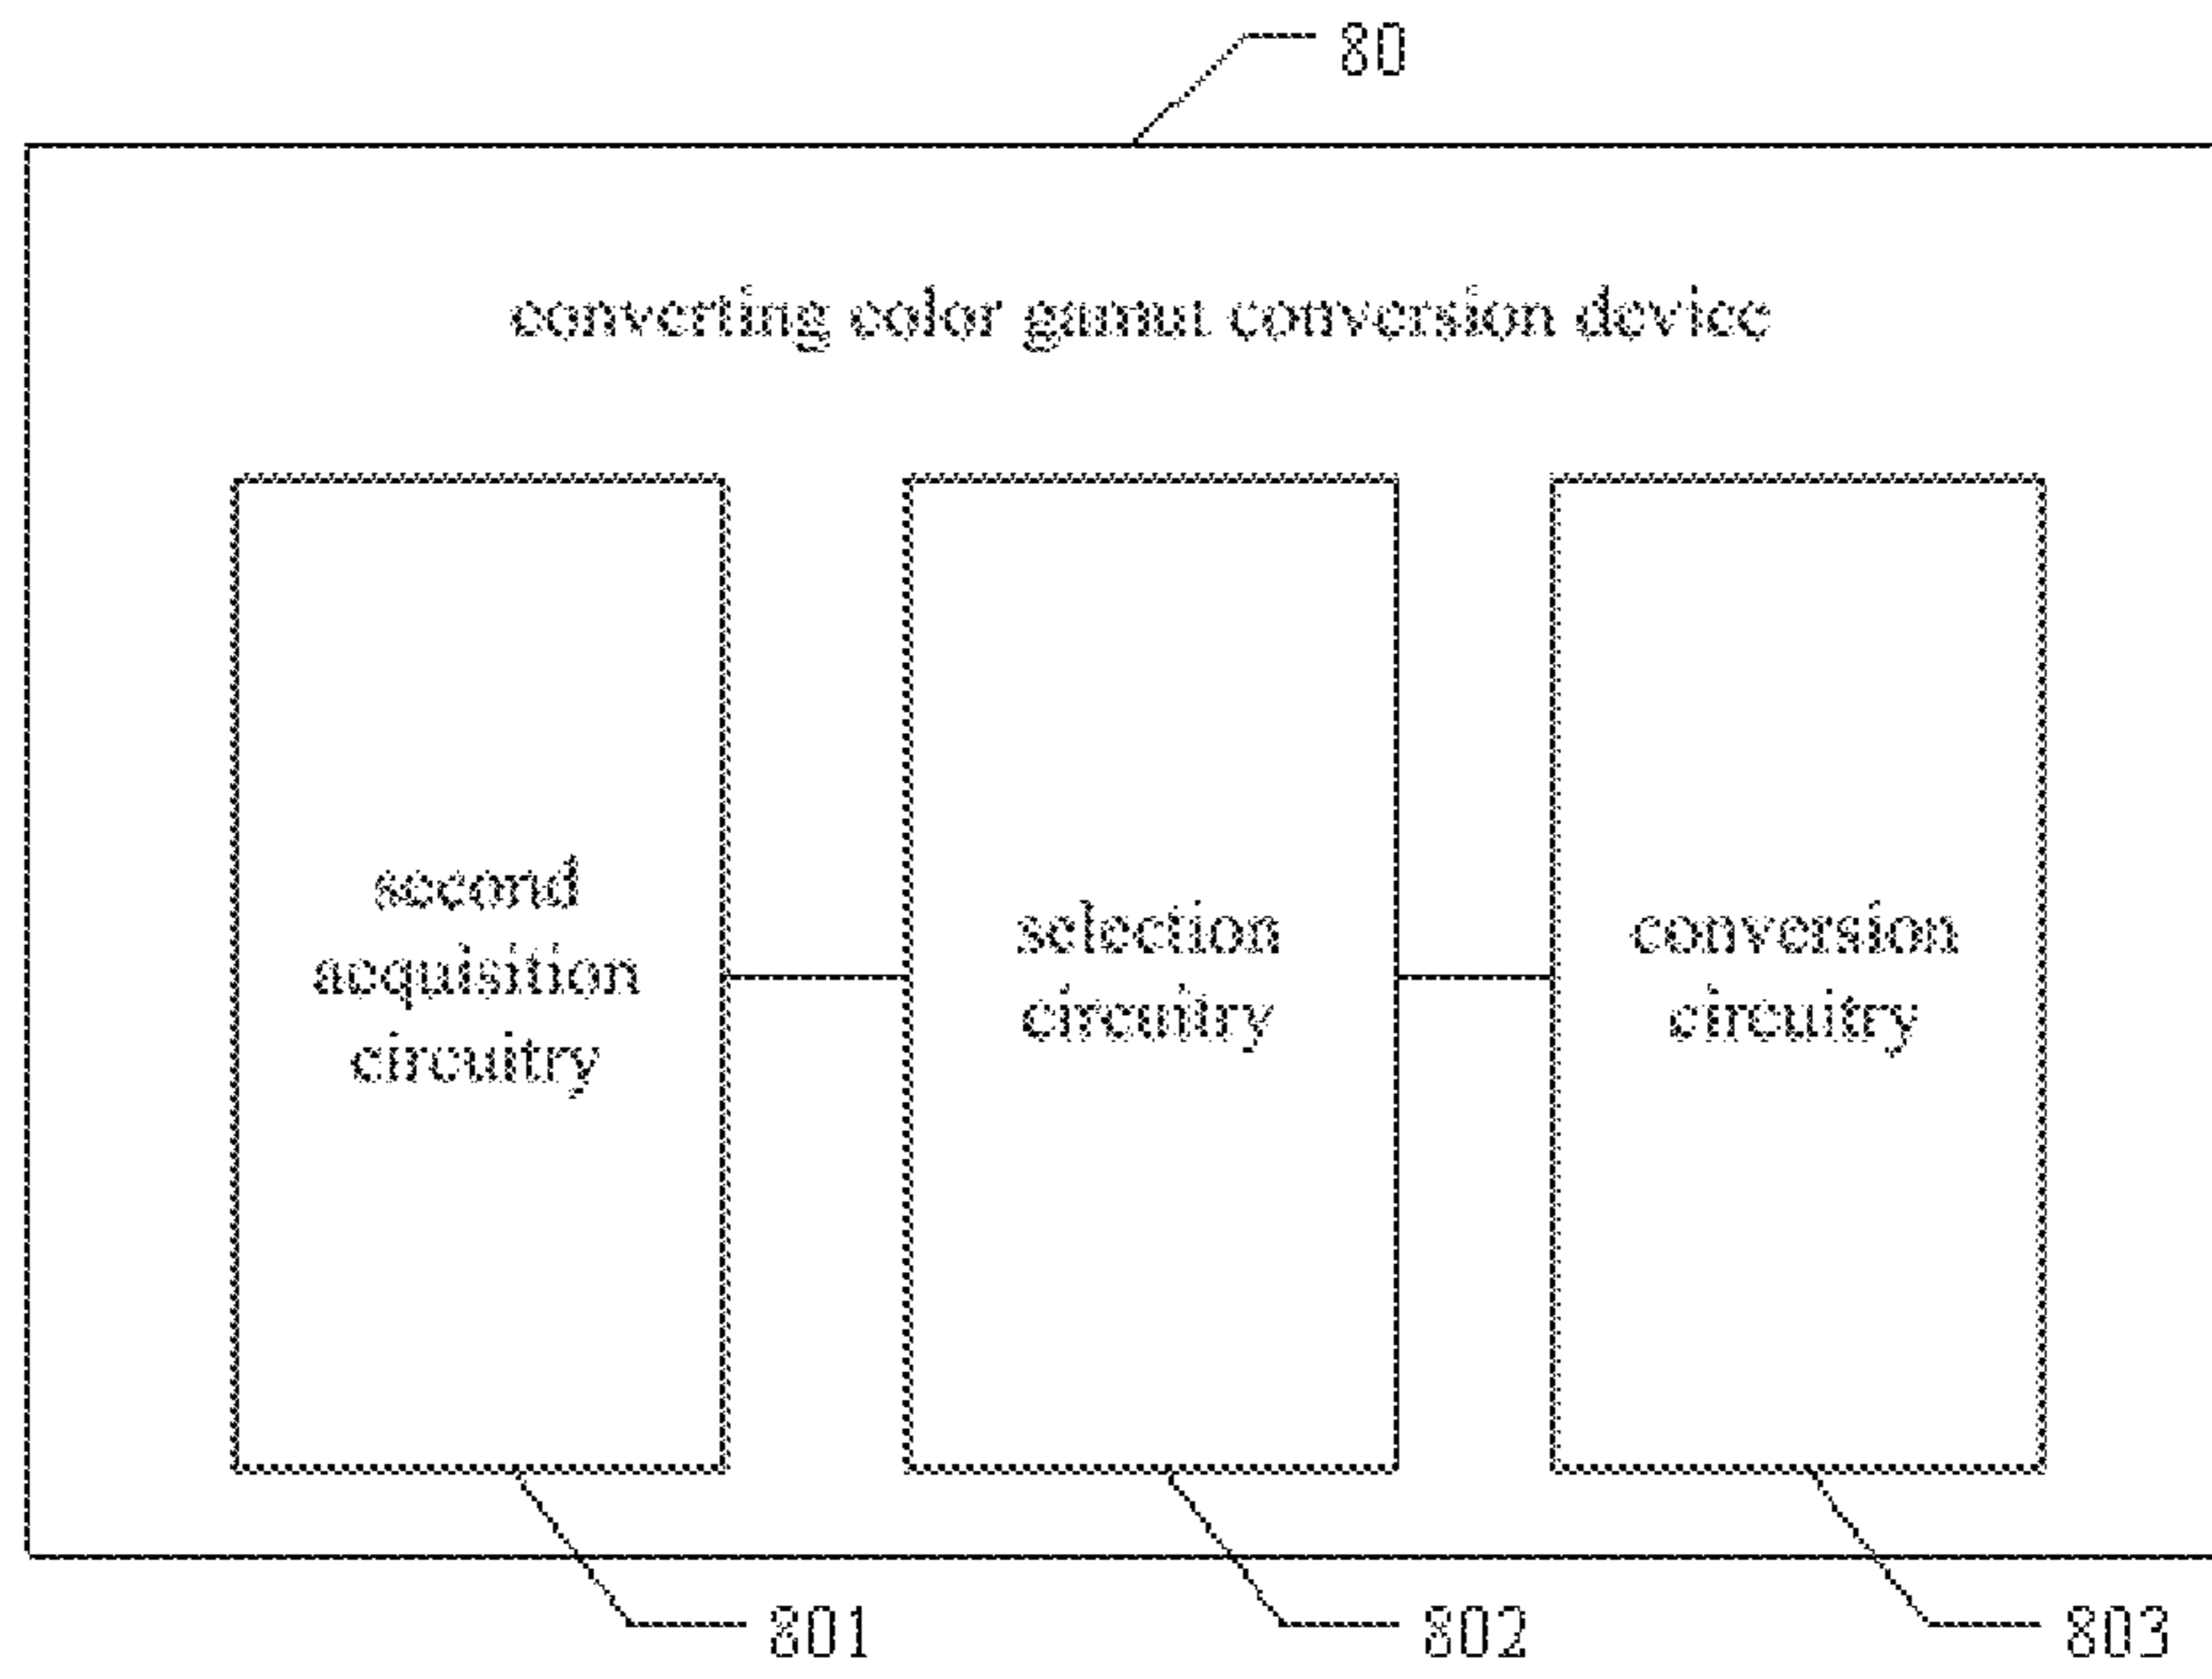 80
converting color gamut conversion device
second
acquisition
circuitry
selection
circuitry
conversion
circuitry
801
802
803